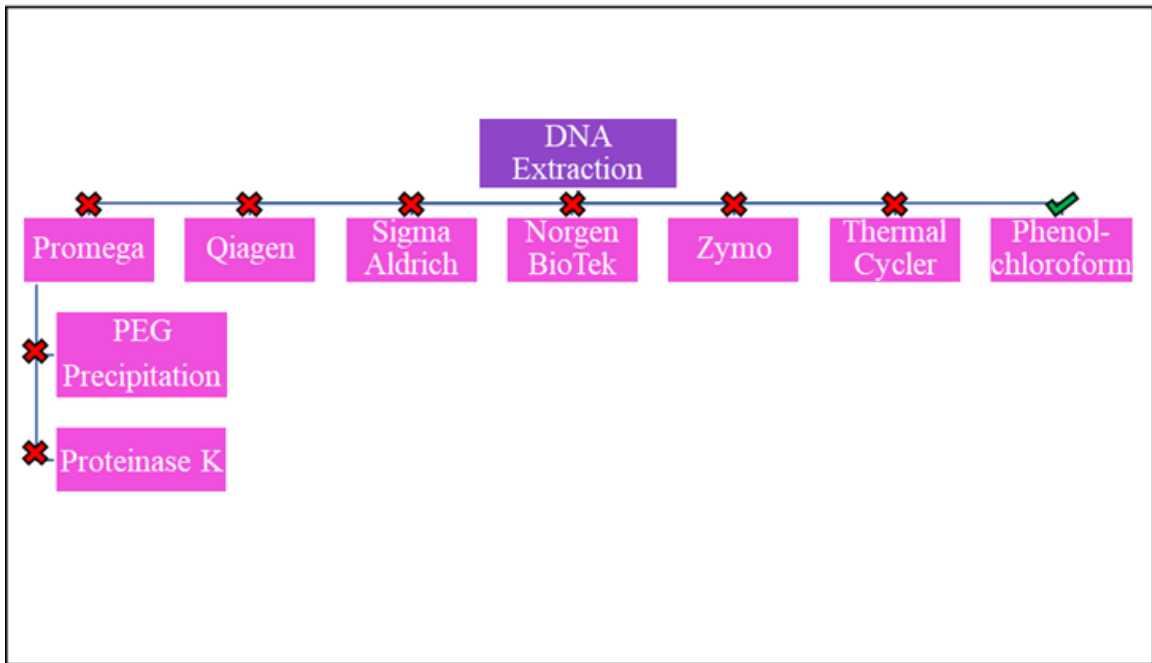 DNA
Extraction
Promega
Qiagen
Sigma
Aldrich
Norgen
BioTek
Zymo
Thermal
Cycler
Phenol-
chloroform
PEG
Precipitation
Proteinase K